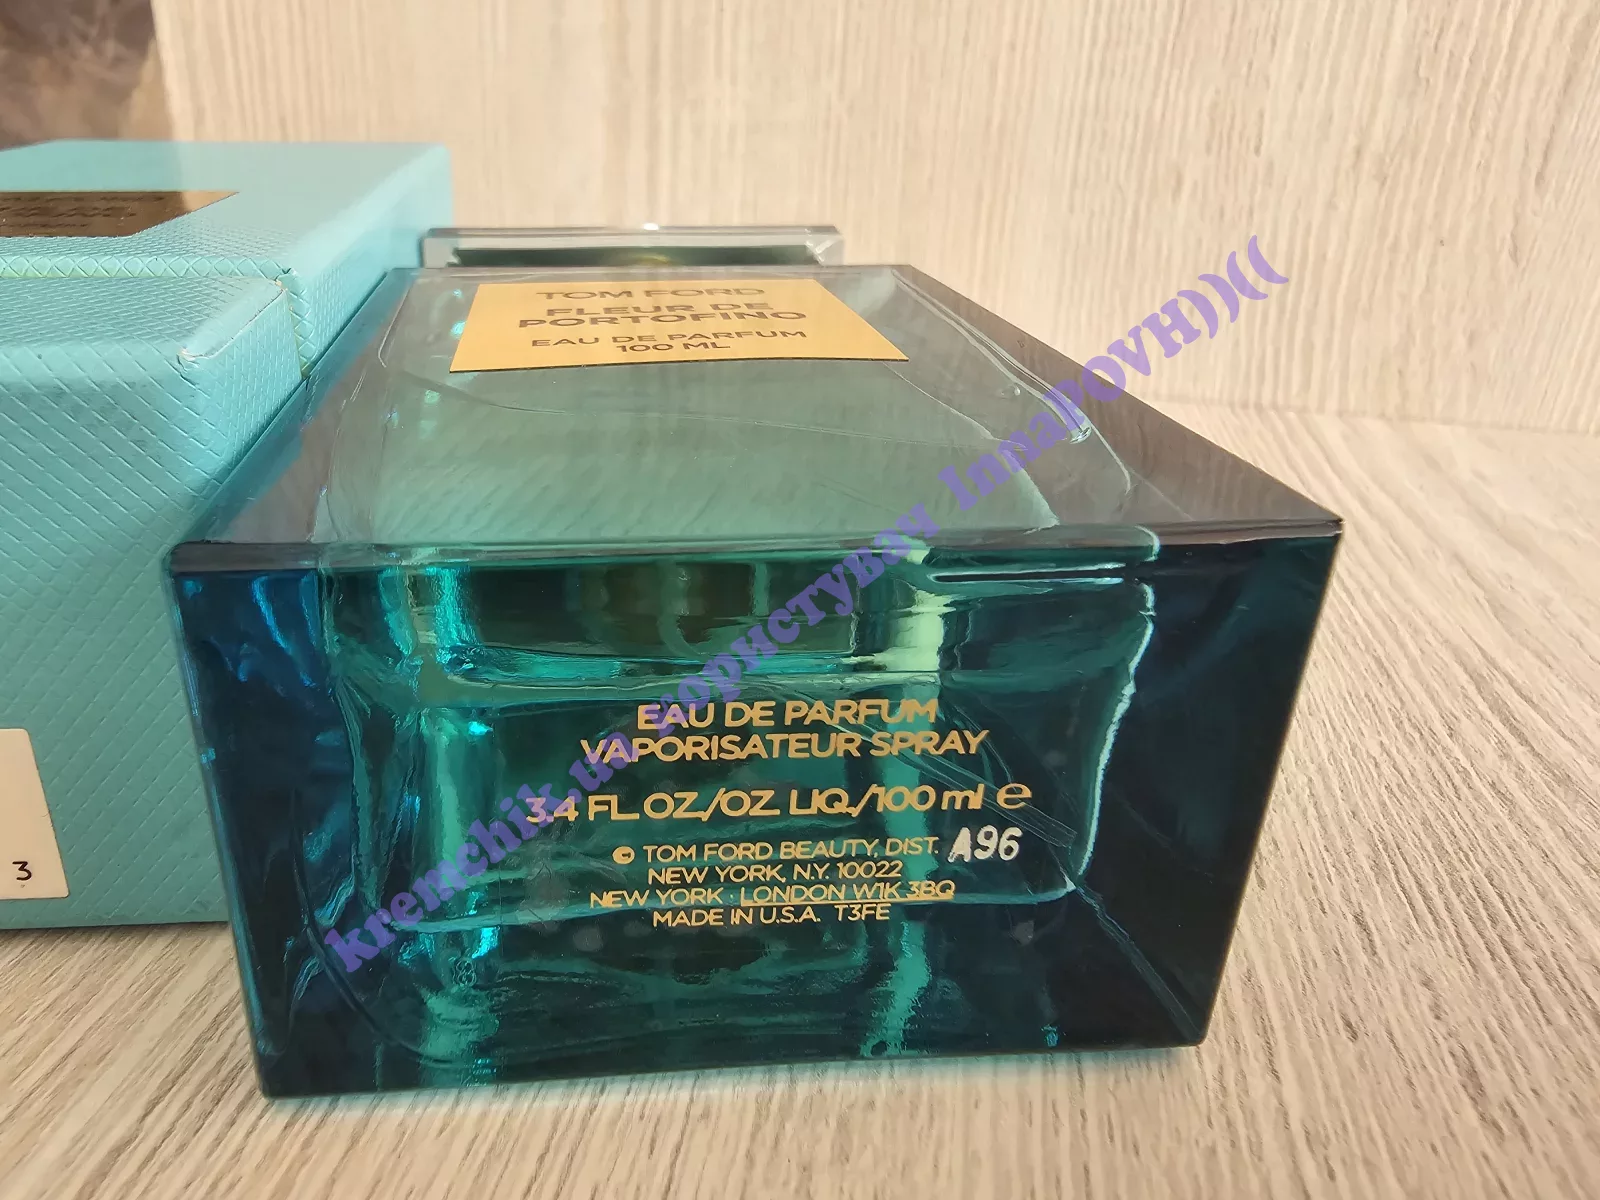 TOM FORD
FLEUR DE
PORTOFINO
EAU DE PARFUM
100 ML
EAU DE PARFUM
VAPORISATEUR SPRAY
3.4 FL.OZ./OZ. LIQ./100 ml ℮
© TOM FORD BEAUTY, DIST. A96
NEW YORK, N.Y. 10022
NEW YORK · LONDON W1K 3BQ
MADE IN U.S.A. T3FE
3
kremchik.ua користувач InnaPOVH))((